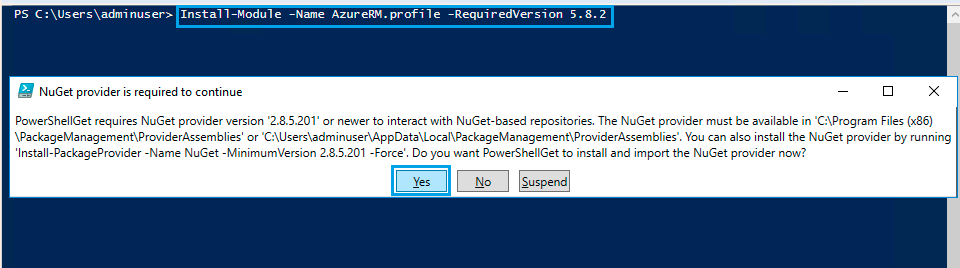 PS C:\Users\adminuser> Install-Module -Name AzureRM.profile -RequiredVersion 5.8.2
NuGet provider is required to continue
PowerShellGet requires NuGet provider version '2.8.5.201' or newer to interact with NuGet-based repositories. The NuGet provider must be available in 'C:\Program Files (x86)
\PackageManagement\ProviderAssemblies' or 'C:\Users\adminuser\AppData\Local\PackageManagement\ProviderAssemblies'. You can also install the NuGet provider by running
'Install-PackageProvider -Name NuGet -MinimumVersion 2.8.5.201 -Force'. Do you want PowerShellGet to install and import the NuGet provider now?
Yes No Suspend